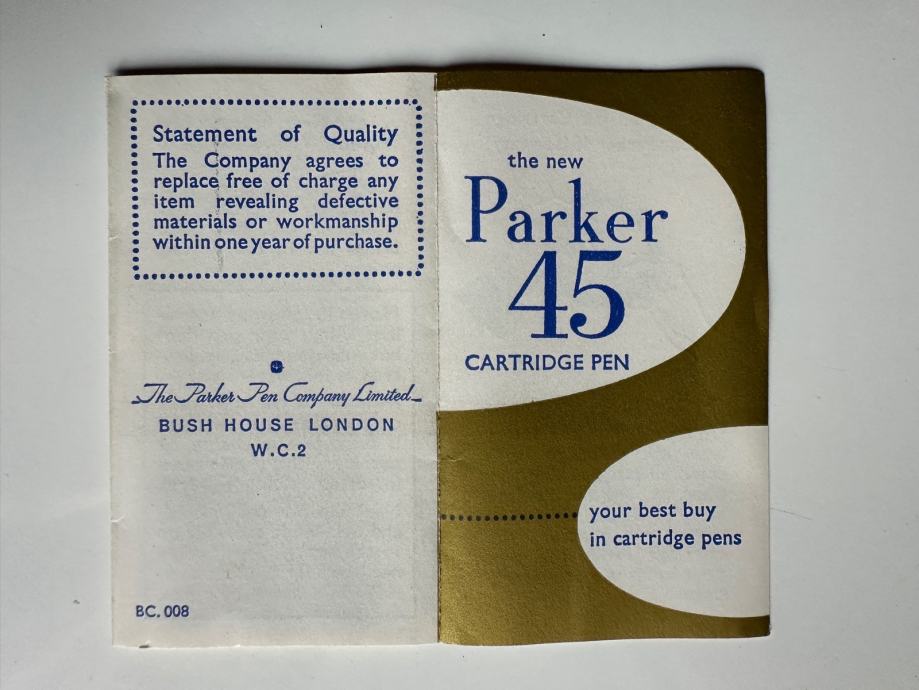 Statement of Quality
The Company agrees to
replace free of charge any
item revealing defective
materials or workmanship
within one year of purchase.
The Parker Pen Company Limited
BUSH HOUSE LONDON
W.C.2
BC. 008
the new
Parker
45
CARTRIDGE PEN
your best buy
in cartridge pens